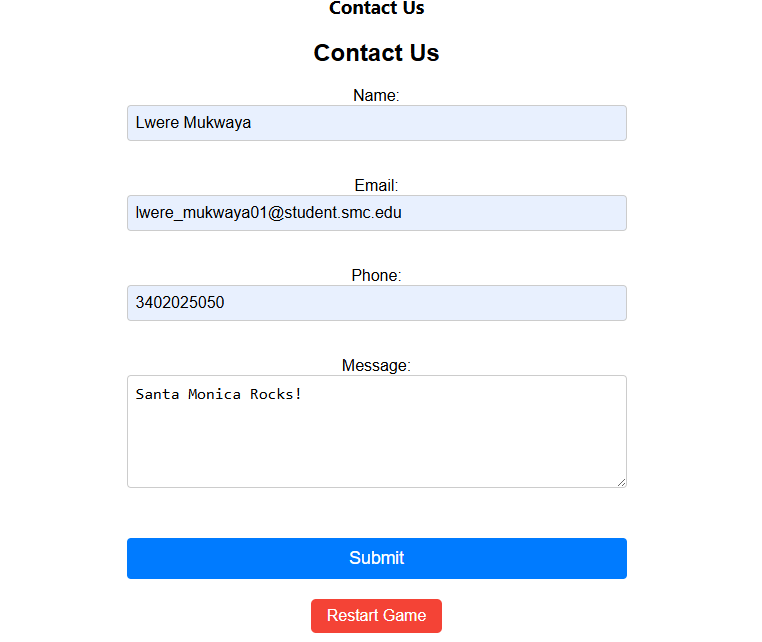 Contact Us
Contact Us
Name:
Lwere Mukwaya
Email:
lwere_mukwaya01@student.smc.edu
Phone:
3402025050
Message:
Santa Monica Rocks!
Submit
Restart Game